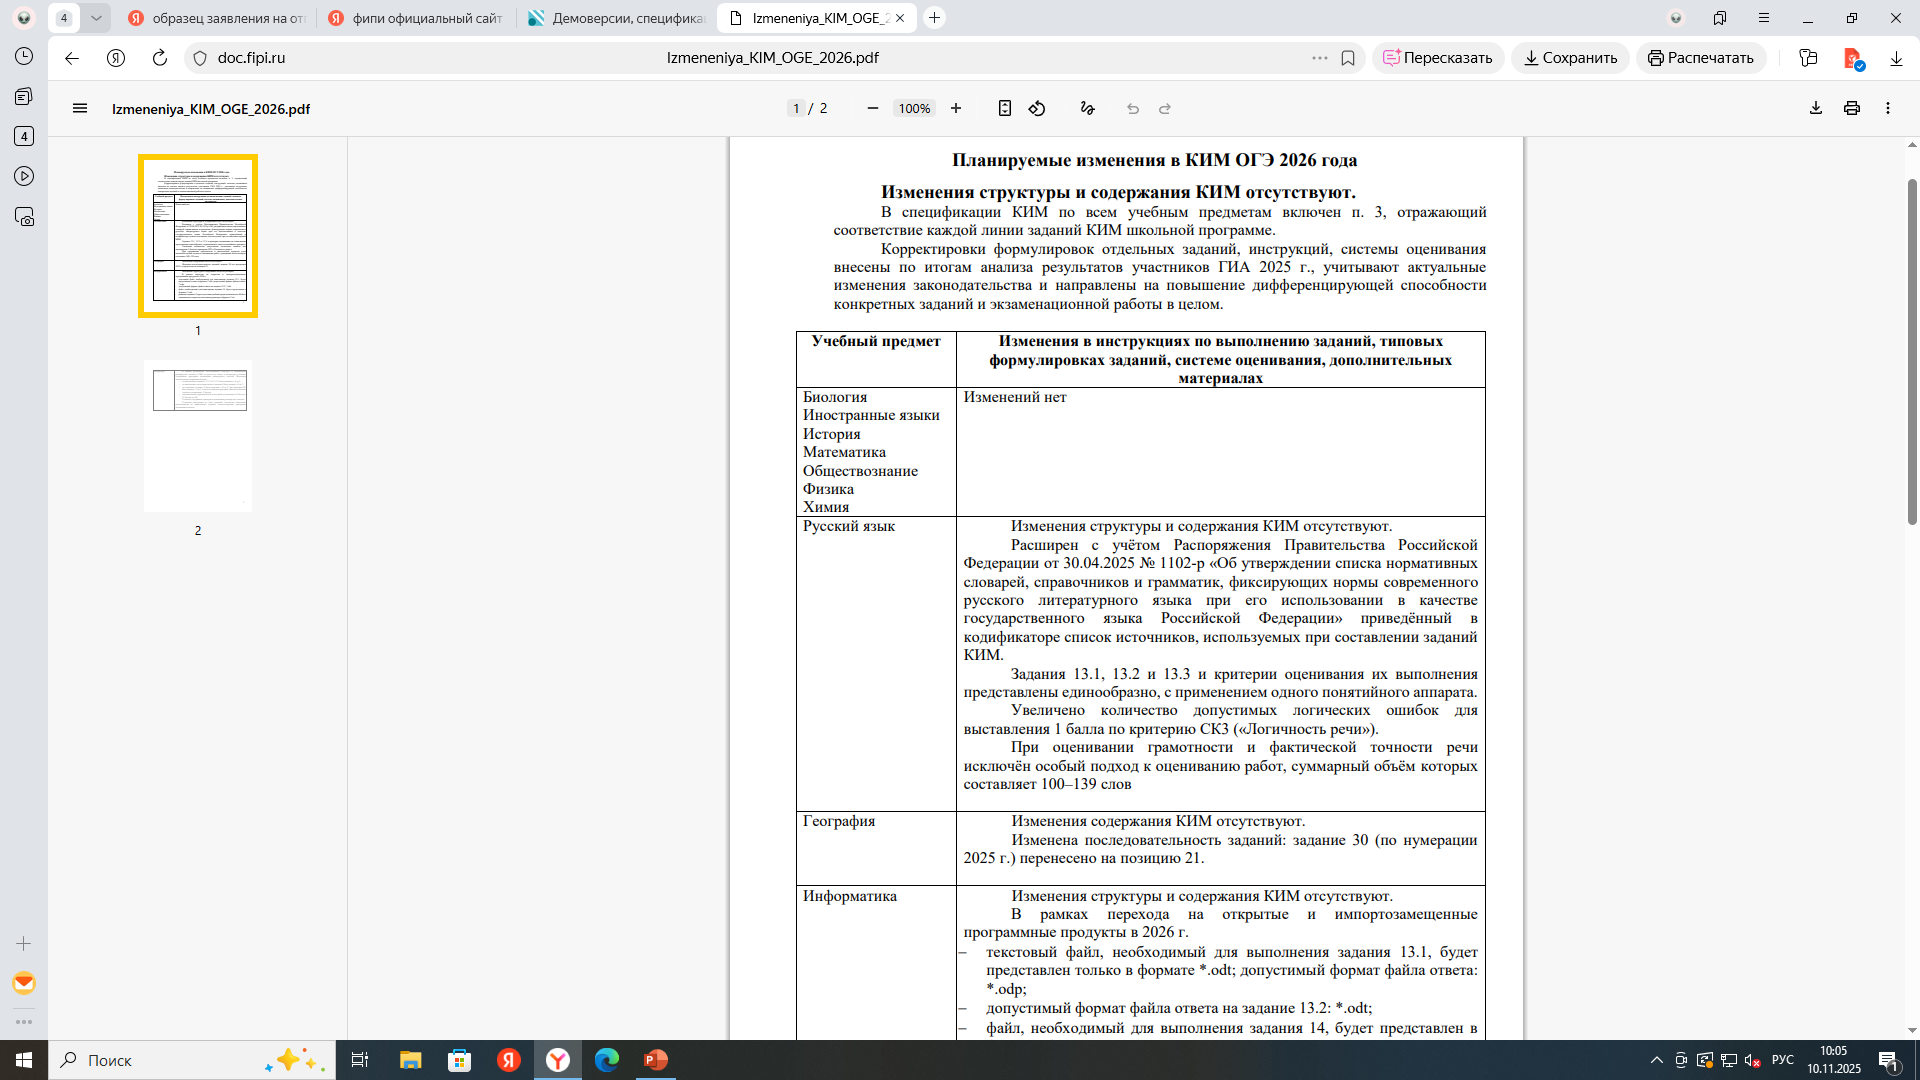 4
образец заявления на от
фипи официальный сайт
Демоверсии, спецификац
Izmeneniya_KIM_OGE_2
doc.fipi.ru
Izmeneniya_KIM_OGE_2026.pdf
Пересказать
Сохранить
Распечатать
4
Izmeneniya_KIM_OGE_2026.pdf
1 / 2
100%
1
2
Планируемые изменения в КИМ ОГЭ 2026 года
Изменения структуры и содержания КИМ отсутствуют.
В спецификации КИМ по всем учебным предметам включен п. 3, отражающий
соответствие каждой линии заданий КИМ школьной программе.
Корректировки формулировок отдельных заданий, инструкций, системы оценивания
внесены по итогам анализа результатов участников ГИА 2025 г., учитывают актуальные
изменения законодательства и направлены на повышение дифференцирующей способности
конкретных заданий и экзаменационной работы в целом.
Учебный предмет
Изменения в инструкциях по выполнению заданий, типовых
формулировках заданий, системе оценивания, дополнительных
материалах
Биология
Иностранные языки
История
Математика
Обществознание
Физика
Химия
Изменений нет
Русский язык
Изменения структуры и содержания КИМ отсутствуют.
Расширен с учётом Распоряжения Правительства Российской
Федерации от 30.04.2025 № 1102-р «Об утверждении списка нормативных
словарей, справочников и грамматик, фиксирующих нормы современного
русского литературного языка при его использовании в качестве
государственного языка Российской Федерации» приведённый в
кодификаторе список источников, используемых при составлении заданий
КИМ.
Задания 13.1, 13.2 и 13.3 и критерии оценивания их выполнения
представлены единообразно, с применением одного понятийного аппарата.
Увеличено количество допустимых логических ошибок для
выставления 1 балла по критерию СК3 («Логичность речи»).
При оценивании грамотности и фактической точности речи
исключён особый подход к оцениванию работ, суммарный объём которых
составляет 100–139 слов
География
Изменения содержания КИМ отсутствуют.
Изменена последовательность заданий: задание 30 (по нумерации
2025 г.) перенесено на позицию 21.
Информатика
Изменения структуры и содержания КИМ отсутствуют.
В рамках перехода на открытые и импортозамещенные
программные продукты в 2026 г.
– текстовый файл, необходимый для выполнения задания 13.1, будет
представлен только в формате *.odt; допустимый формат файла ответа:
*.odp;
– допустимый формат файла ответа на задание 13.2: *.odt;
– файл, необходимый для выполнения задания 14, будет представлен в
Поиск
РУС
10:05
10.11.2025
1